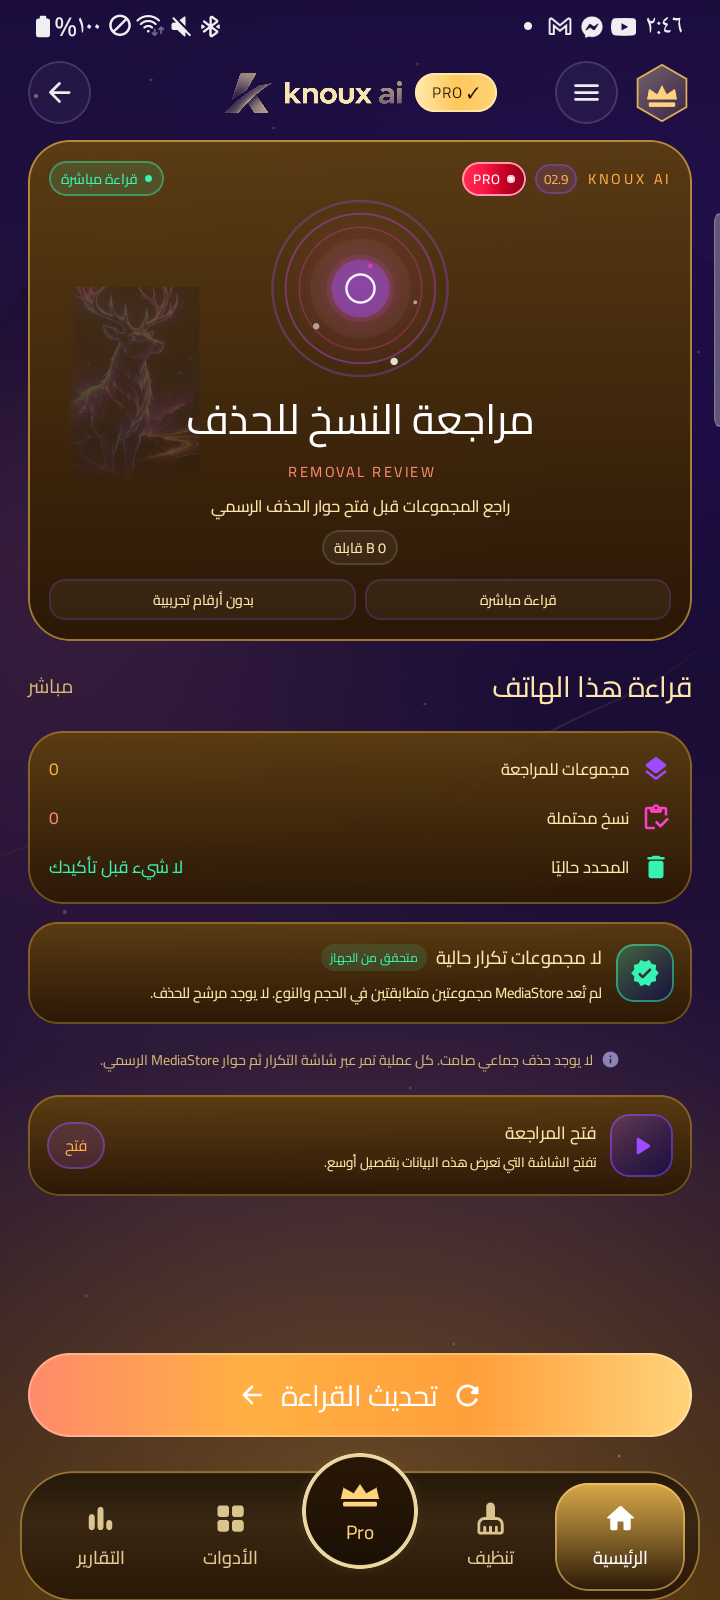 ٢:٤٦
%١٠٠
knoux ai
PRO ✓
KNOUX AI
02.9
PRO
قراءة مباشرة
مراجعة النسخ للحذف
REMOVAL REVIEW
راجع المجموعات قبل فتح حوار الحذف الرسمي
0 B قابلة
قراءة مباشرة
بدون أرقام تجريبية
قراءة هذا الهاتف
مباشر
مجموعات للمراجعة
0
نسخ محتملة
0
المحدد حاليًا
لا شيء قبل تأكيدك
لا مجموعات تكرار حالية
متحقق من الجهاز
لم تُعد MediaStore مجموعتين متطابقتين في الحجم والنوع. لا يوجد مرشح للحذف.
لا يوجد حذف جماعي صامت. كل عملية تمر عبر شاشة التكرار ثم حوار MediaStore الرسمي.
فتح المراجعة
تفتح الشاشة التي تعرض هذه البيانات بتفصيل أوسع.
فتح
تحديث القراءة
الرئيسية
تنظيف
Pro
الأدوات
التقارير